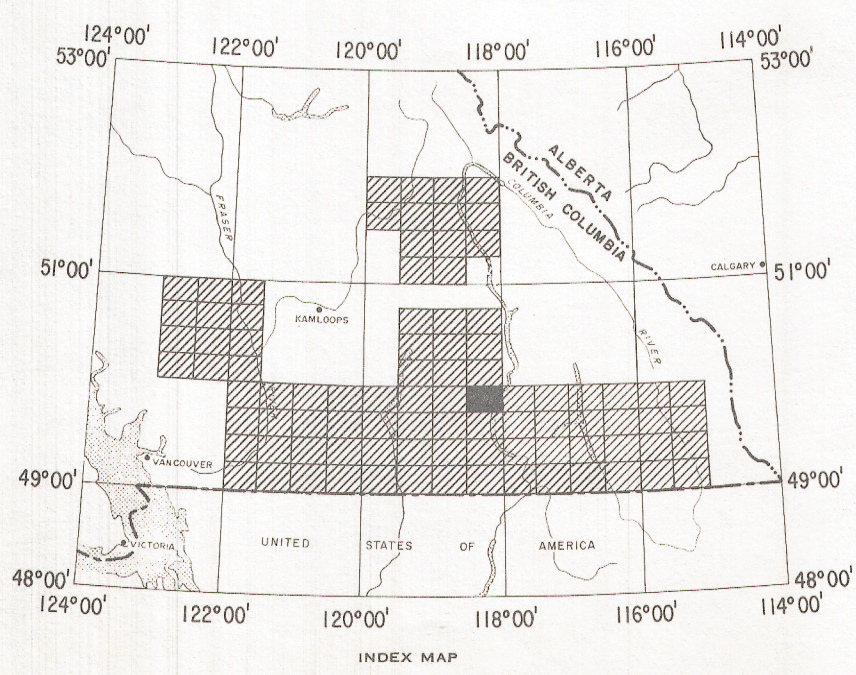 124°00'
122°00'
120°00'
118°00'
116°00'
114°00'
53°00'
53°00'
ALBERTA
BRITISH COLUMBIA
COLUMBIA
FRASER
51°00'
CALGARY
51°00'
KAMLOOPS
RIVER
VANCOUVER
49°00'
49°00'
VICTORIA
UNITED STATES OF AMERICA
48°00'
48°00'
124°00'
122°00'
120°00'
118°00'
116°00'
114°00'
INDEX MAP